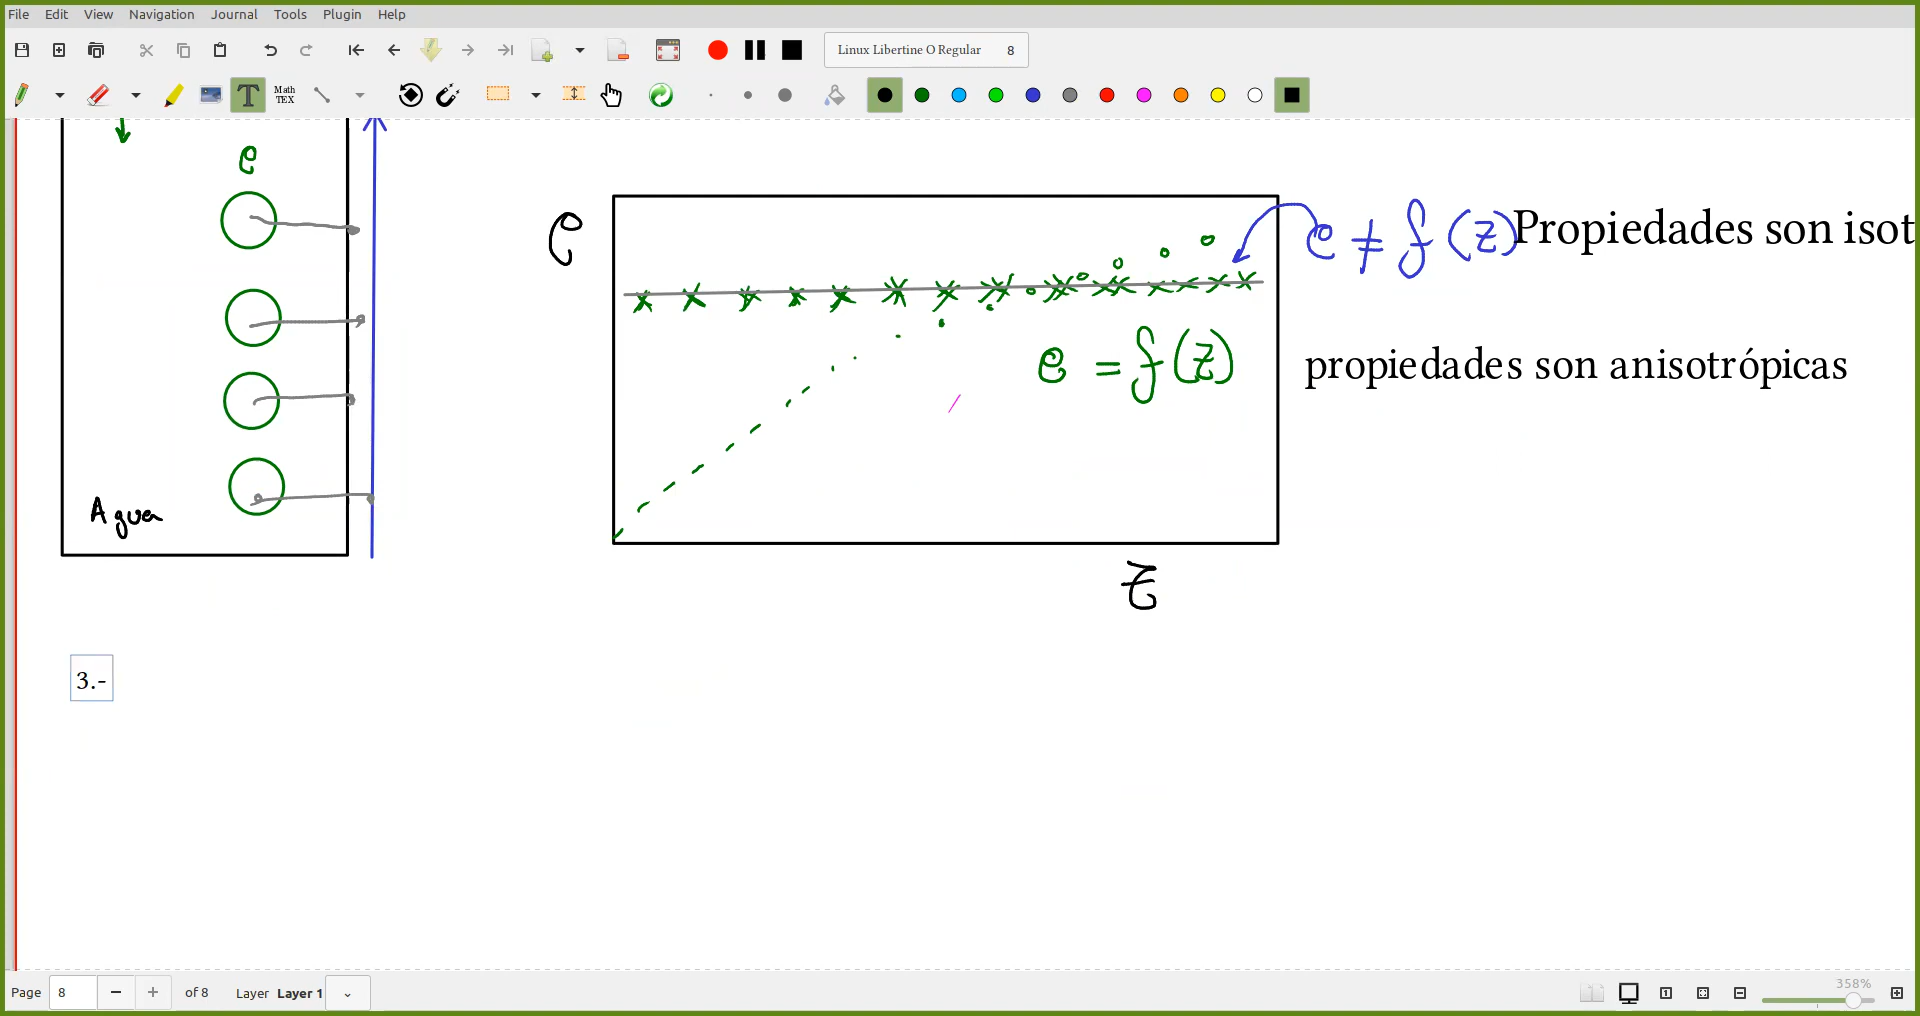 File Edit View Navigation Journal Tools Plugin Help
Linux Libertine O Regular 8
Math TEX
e
e
e ≠ f(z) Propiedades son isot
e = f(z)
propiedades son anisotrópicas
Agua
z
3.-
Page 8 of 8 Layer Layer 1
358%